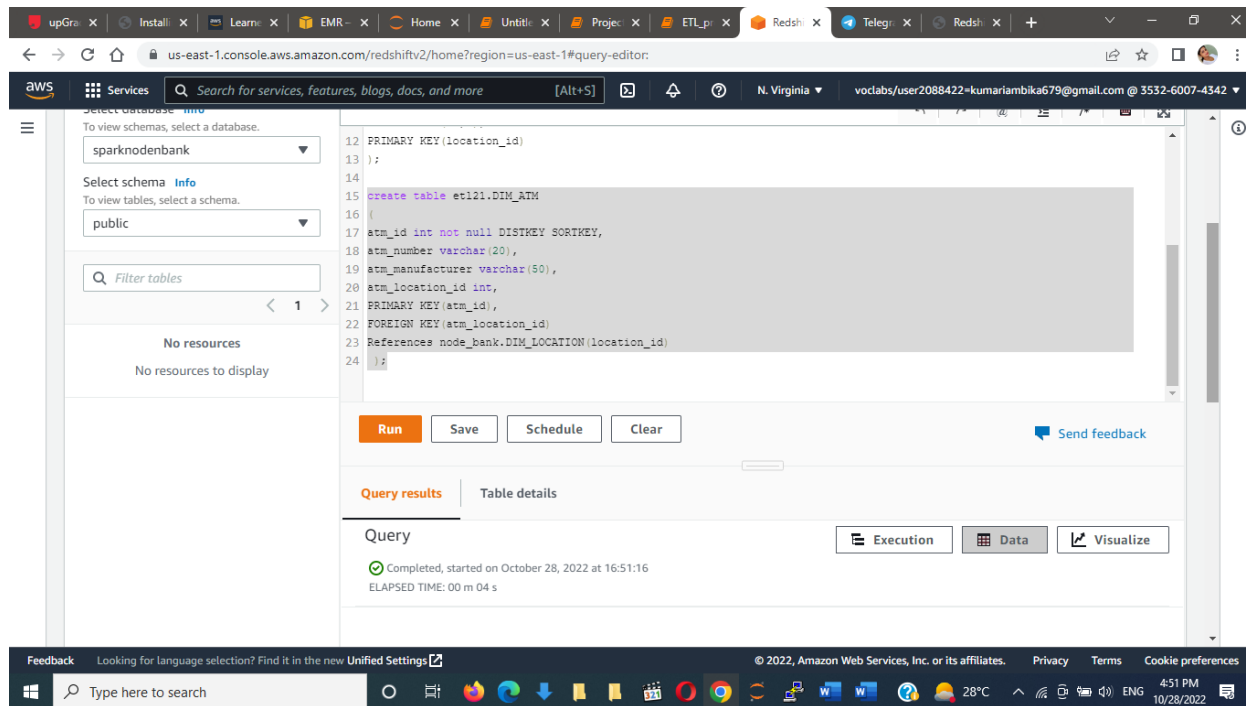 upGra
Installi
Learne
EMR –
Home
Untitle
Project
ETL_pr
Redshi
Telegra
Redshi
us-east-1.console.aws.amazon.com/redshiftv2/home?region=us-east-1#query-editor:
aws
Services
Search for services, features, blogs, docs, and more
[Alt+S]
N. Virginia
voclabs/user2088422=kumariambika679@gmail.com @ 3532-6007-4342
Select database Info
To view schemas, select a database.
sparknodenbank
Select schema Info
To view tables, select a schema.
public
Filter tables
1
No resources
No resources to display
12 PRIMARY KEY(location_id)
13 );
14
15 create table etl21.DIM_ATM
16 (
17 atm_id int not null DISTKEY SORTKEY,
18 atm_number varchar(20),
19 atm_manufacturer varchar(50),
20 atm_location_id int,
21 PRIMARY KEY(atm_id),
22 FOREIGN KEY(atm_location_id)
23 References node_bank.DIM_LOCATION(location_id)
24 );
Run
Save
Schedule
Clear
Send feedback
Query results
Table details
Query
Execution
Data
Visualize
Completed, started on October 28, 2022 at 16:51:16
ELAPSED TIME: 00 m 04 s
Feedback
Looking for language selection? Find it in the new Unified Settings
© 2022, Amazon Web Services, Inc. or its affiliates.
Privacy
Terms
Cookie preferences
Type here to search
321
28°C
ENG
4:51 PM
10/28/2022